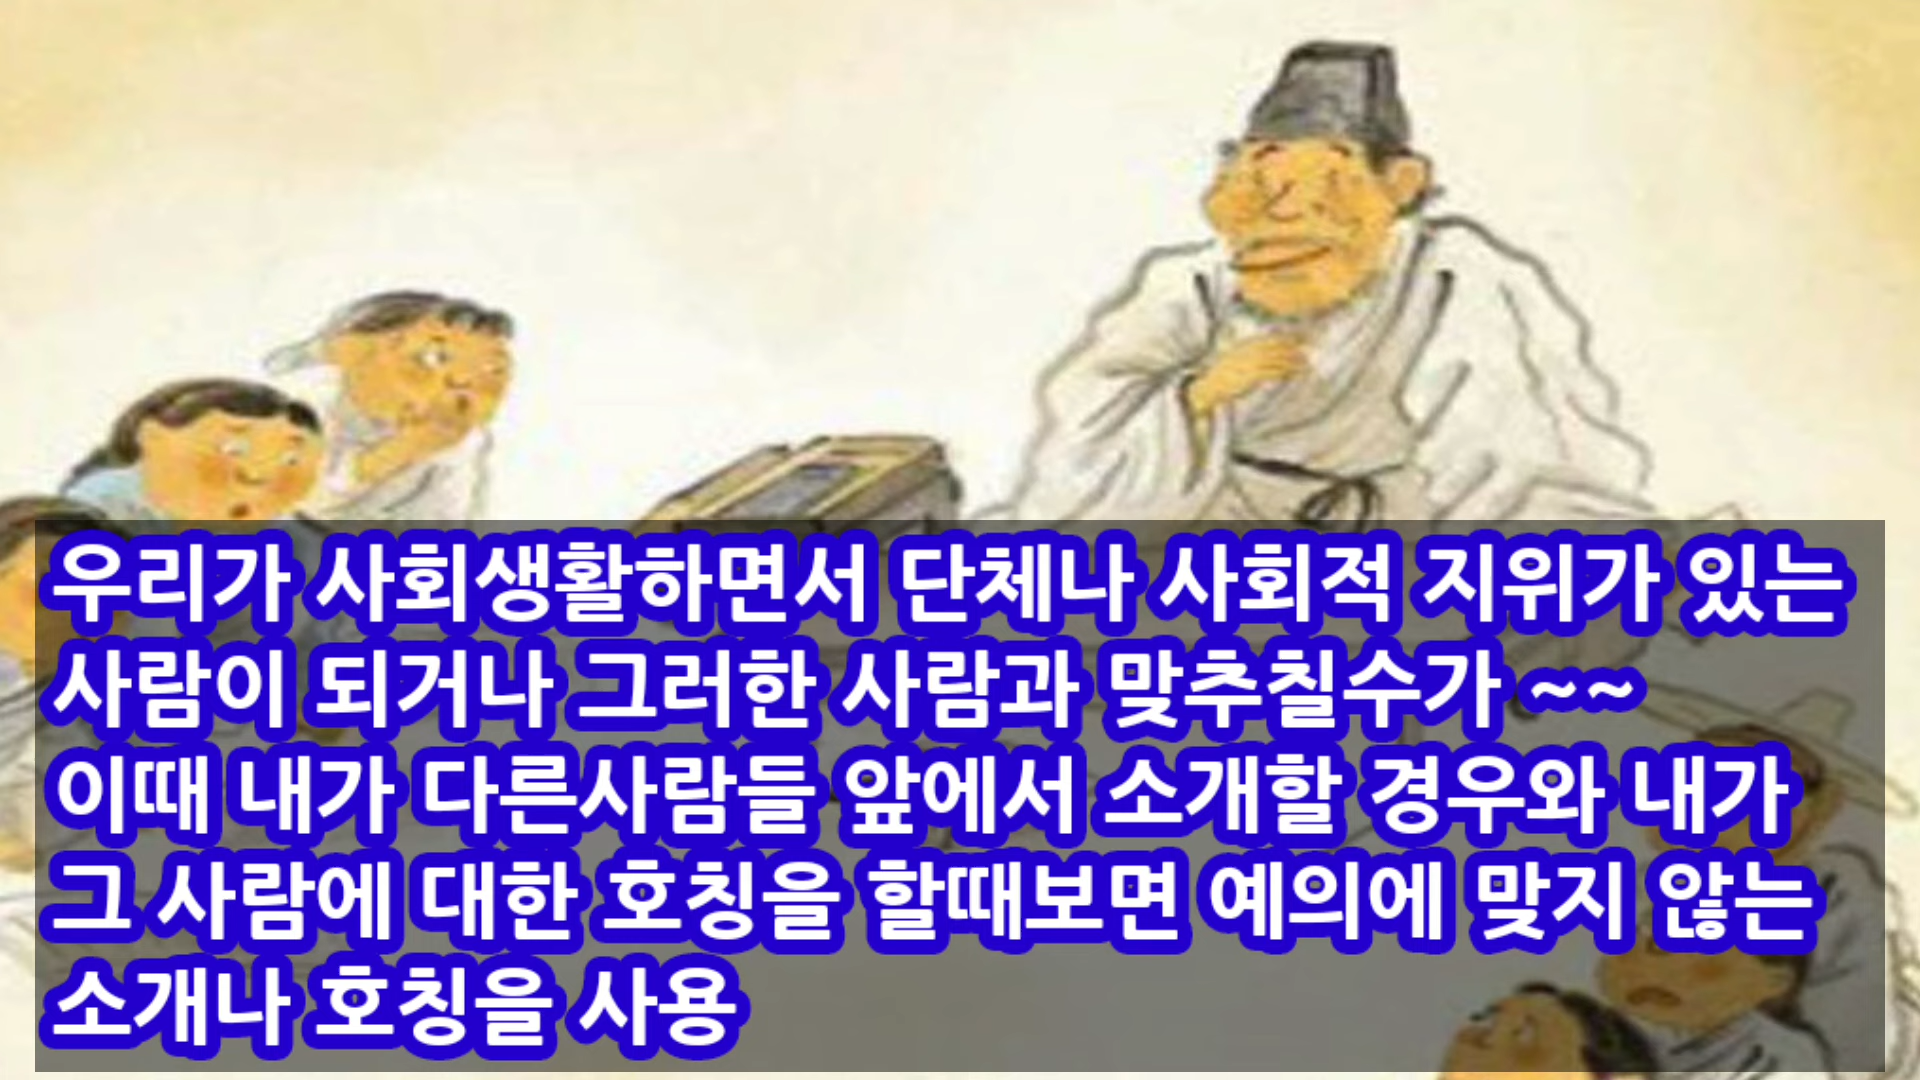 우리가 사회생활하면서 단체나 사회적 지위가 있는
사람이 되거나 그러한 사람과 맞추칠수가 ~~
이때 내가 다른사람들 앞에서 소개할 경우와 내가
그 사람에 대한 호칭을 할때보면 예의에 맞지 않는
소개나 호칭을 사용